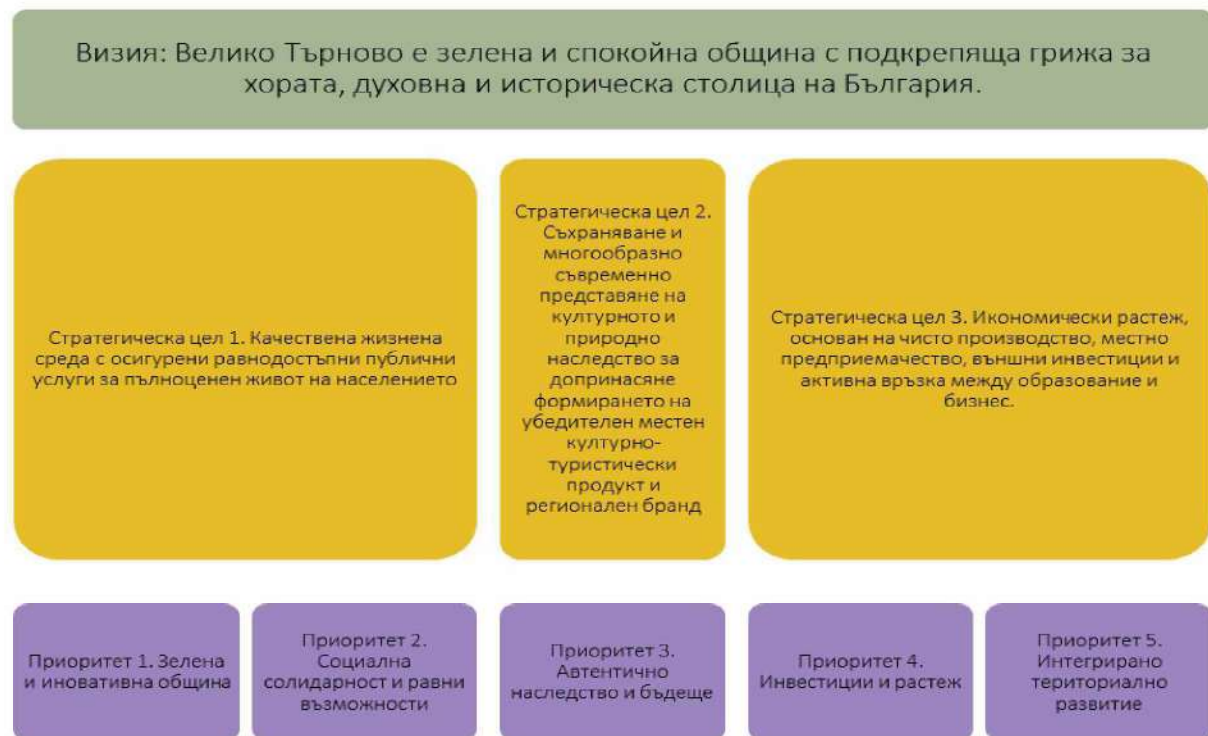 Визия: Велико Търново е зелена и спокойна община с подкрепяща грижа за
хората, духовна и историческа столица на България.
Стратегическа цел 1. Качествена жизнена
среда с осигурени равнодостъпни публични
услуги за пълноценен живот на населението
Стратегическа цел 2.
Съхраняване и
многообразно
съвременно
представяне на
културното и
природно
наследство за
допринасяне
формирането на
убедителен местен
културно-
туристически
продукт и
регионален бранд
Стратегическа цел 3. Икономически растеж,
основан на чисто производство, местно
предприемачество, външни инвестиции и
активна връзка между образование и
бизнес.
Приоритет 1. Зелена
и иновативна община
Приоритет 2.
Социална
солидарност и равни
възможности
Приоритет 3.
Автентично
наследство и бъдеще
Приоритет 4.
Инвестиции и растеж
Приоритет 5.
Интегрирано
териториално
развитие